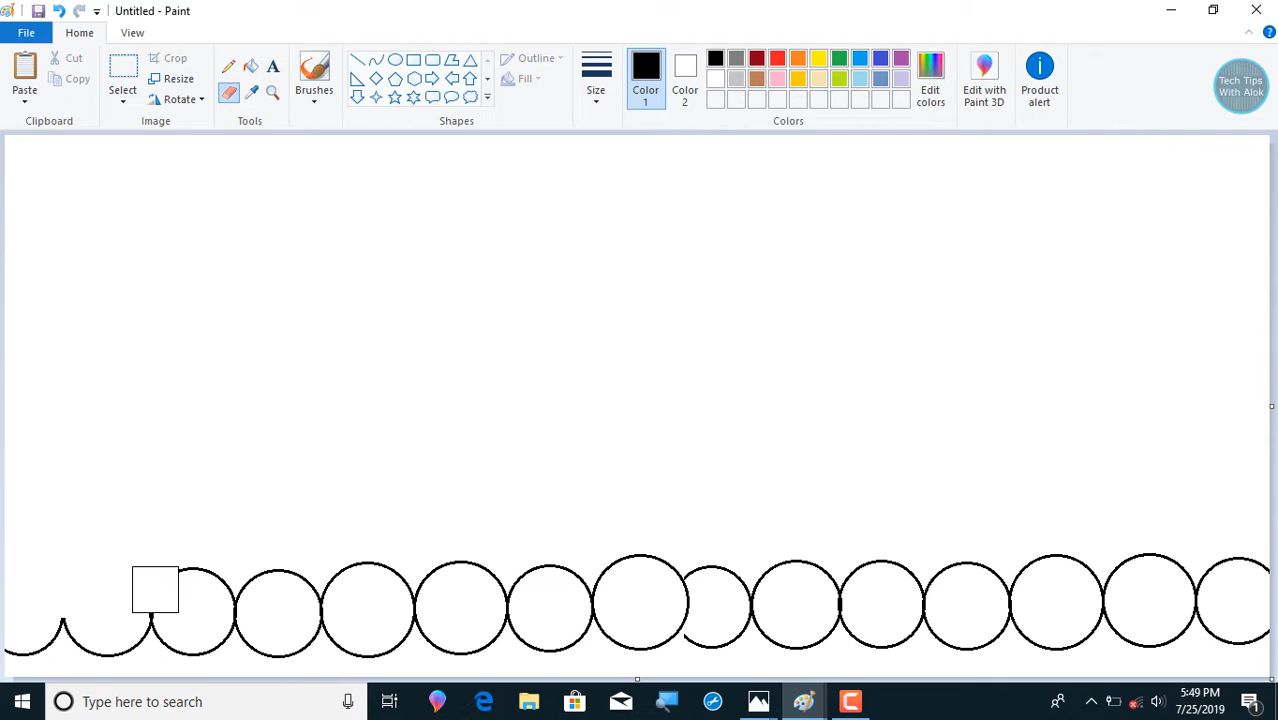 Untitled - Paint
File Home View
Paste
Cut
Copy
Clipboard
Select
Crop
Resize
Rotate
Image
A
Tools
Brushes
Shapes
Outline
Fill
Size
Color 1
Color 2
Edit colors
Colors
Edit with Paint 3D
Product alert
Tech Tips
With Alok
Type here to search
5:49 PM
7/25/2019
1